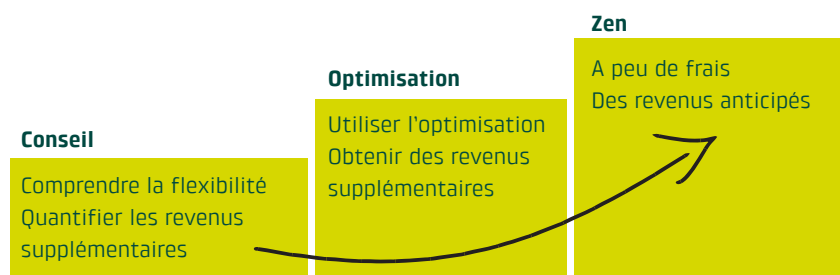 Conseil
Comprendre la flexibilité
Quantifier les revenus
supplémentaires
Optimisation
Utiliser l'optimisation
Obtenir des revenus
supplémentaires
Zen
A peu de frais
Des revenus anticipés